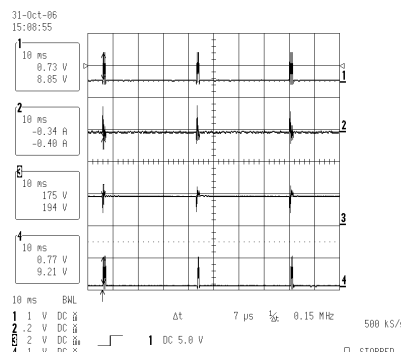 31-Oct-06
15:08:55
1
10 ms
0.73 V
8.85 V
2
10 ms
-0.34 A
-0.40 A
3
10 ms
175 V
194 V
4
10 ms
0.77 V
9.21 V
1
2
3
4
10 ms BWL
1 1 V DC
2 .2 V DC
3 2 V DC
4 1 V DC
Δt 7 µs 1/Δt 0.15 MHz
1 DC 5.0 V
500 kS/s
STOPPED